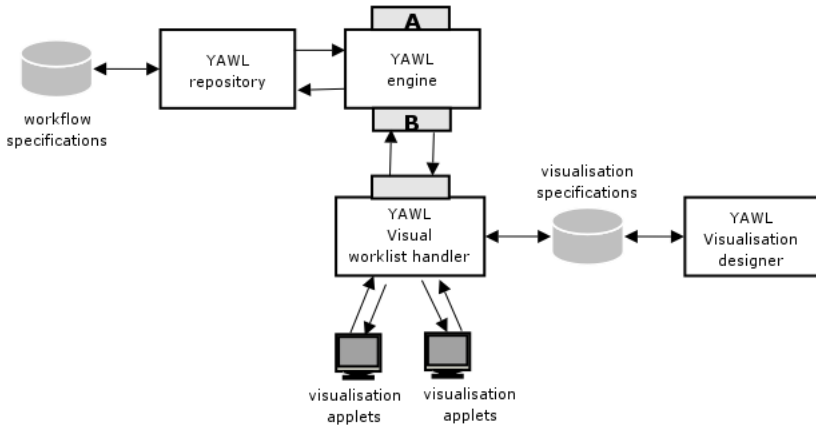 A
YAWL
repository
YAWL
engine
workflow
specifications
B
visualisation
specifications
YAWL
Visual
worklist handler
YAWL
Visualisation
designer
visualisation
applets
visualisation
applets